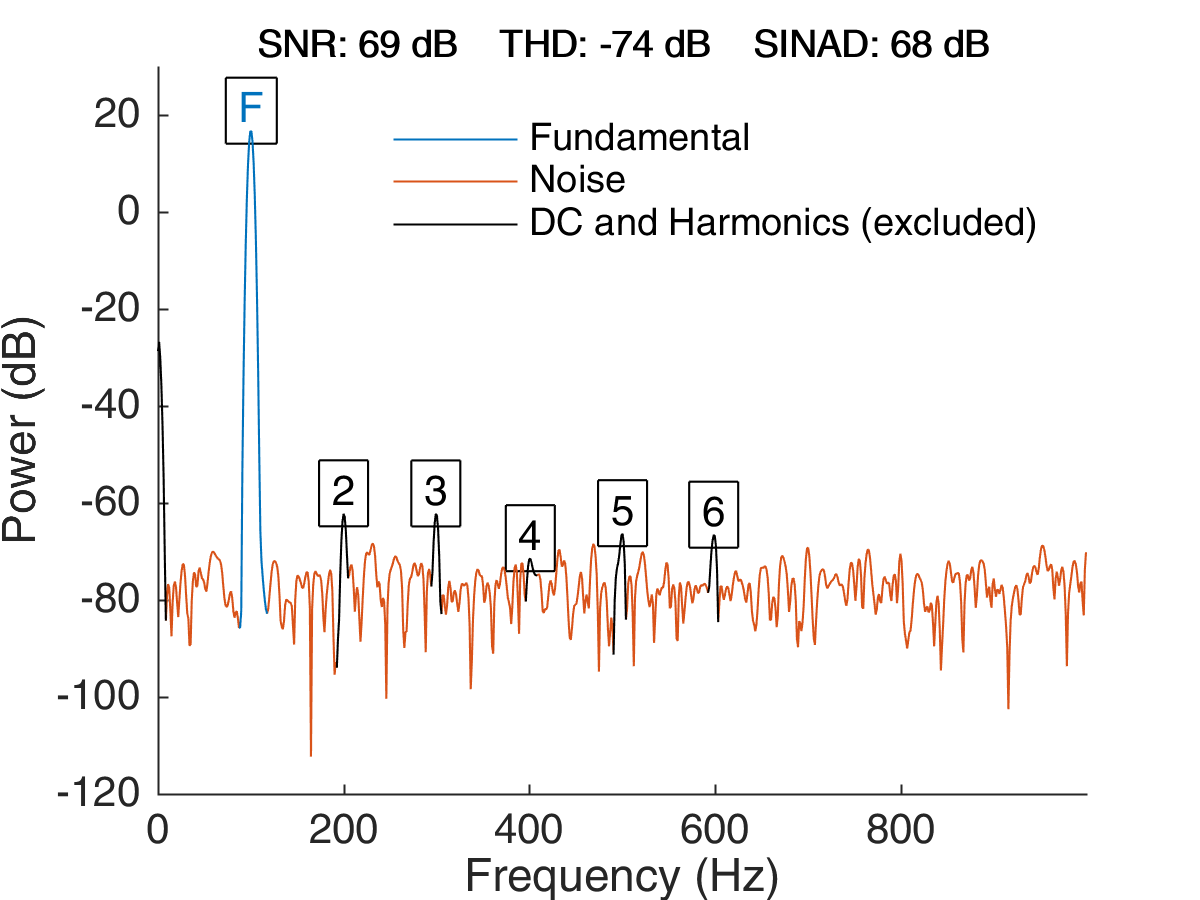 SNR: 69 dB THD: -74 dB SINAD: 68 dB
F
Fundamental
Noise
DC and Harmonics (excluded)
20
0
-20
-40
-60
-80
-100
-120
Power (dB)
2
3
4
5
6
0 200 400 600 800
Frequency (Hz)